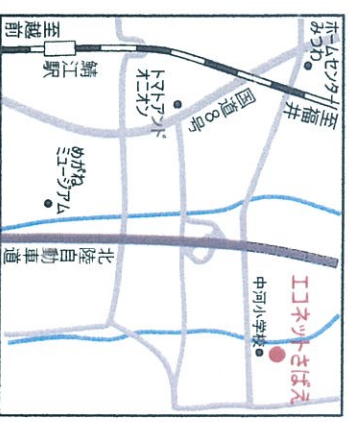 ホームセンター
みつわ
至福井
国道8号
トマトアンド
オニオン
鯖江駅
至越前
めがね
ミュージアム
北陸自動車道
エコネットさばえ
中河小学校